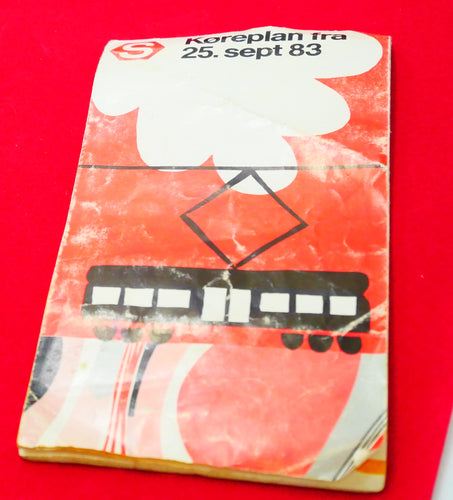 S
Køreplan fra
25. sept 83